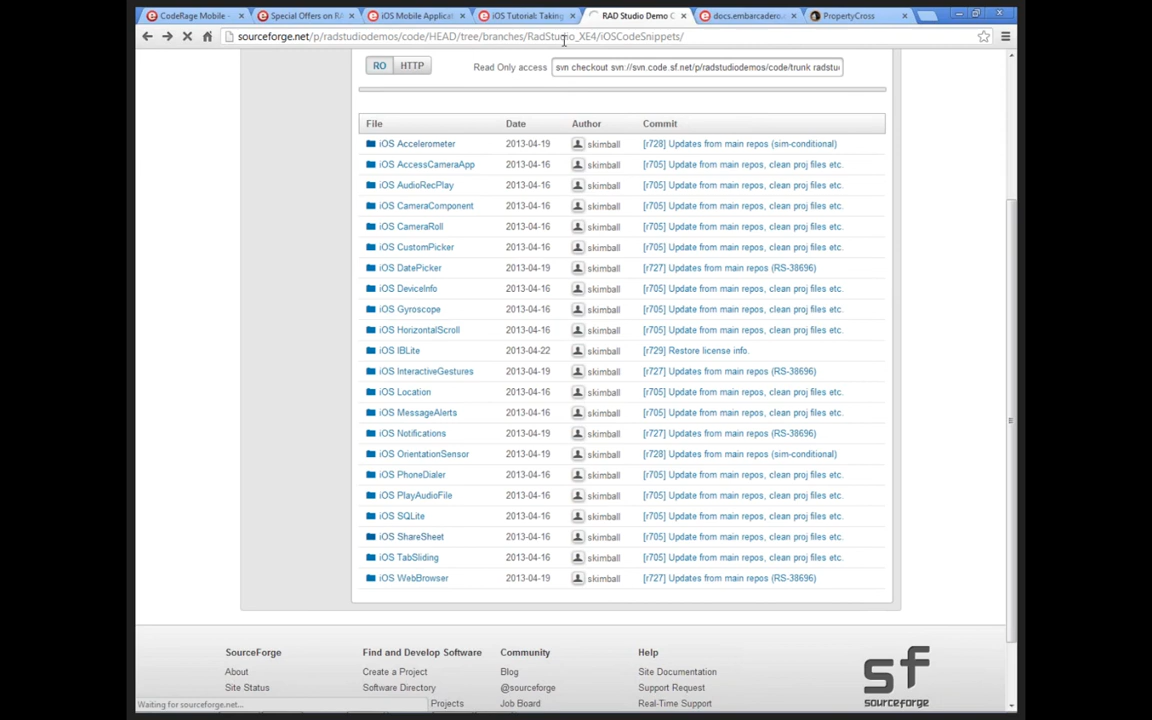 CodeRage Mobile -
Special Offers on RA
iOS Mobile Applicat
iOS Tutorial: Taking
RAD Studio Demo C
docs.embarcadero.
PropertyCross
sourceforge.net/p/radstudiodemos/code/HEAD/tree/branches/RadStudio_XE4/iOSCodeSnippets/
RO HTTP Read Only access svn checkout svn://svn.code.sf.net/p/radstudiodemos/code/trunk radstu
File Date Author Commit
iOS Accelerometer 2013-04-19 skimball [r728] Updates from main repos (sim-conditional)
iOS AccessCameraApp 2013-04-16 skimball [r705] Update from main repos, clean proj files etc.
iOS AudioRecPlay 2013-04-16 skimball [r705] Update from main repos, clean proj files etc.
iOS CameraComponent 2013-04-16 skimball [r705] Update from main repos, clean proj files etc.
iOS CameraRoll 2013-04-16 skimball [r705] Update from main repos, clean proj files etc.
iOS CustomPicker 2013-04-16 skimball [r705] Update from main repos, clean proj files etc.
iOS DatePicker 2013-04-19 skimball [r727] Updates from main repos (RS-38696)
iOS DeviceInfo 2013-04-16 skimball [r705] Update from main repos, clean proj files etc.
iOS Gyroscope 2013-04-16 skimball [r705] Update from main repos, clean proj files etc.
iOS HorizontalScroll 2013-04-16 skimball [r705] Update from main repos, clean proj files etc.
iOS IBLite 2013-04-22 skimball [r729] Restore license info.
iOS InteractiveGestures 2013-04-19 skimball [r727] Updates from main repos (RS-38696)
iOS Location 2013-04-16 skimball [r705] Update from main repos, clean proj files etc.
iOS MessageAlerts 2013-04-16 skimball [r705] Update from main repos, clean proj files etc.
iOS Notifications 2013-04-19 skimball [r727] Updates from main repos (RS-38696)
iOS OrientationSensor 2013-04-19 skimball [r728] Updates from main repos (sim-conditional)
iOS PhoneDialer 2013-04-16 skimball [r705] Update from main repos, clean proj files etc.
iOS PlayAudioFile 2013-04-16 skimball [r705] Update from main repos, clean proj files etc.
iOS SQLite 2013-04-16 skimball [r705] Update from main repos, clean proj files etc.
iOS ShareSheet 2013-04-16 skimball [r705] Update from main repos, clean proj files etc.
iOS TabSliding 2013-04-16 skimball [r705] Update from main repos, clean proj files etc.
iOS WebBrowser 2013-04-19 skimball [r727] Updates from main repos (RS-38696)
SourceForge Find and Develop Software Community Help
About Create a Project Blog Site Documentation
Site Status Software Directory @sourceforge Support Request
Waiting for sourceforge.net... Projects Job Board Real-Time Support
sf
sourceforge